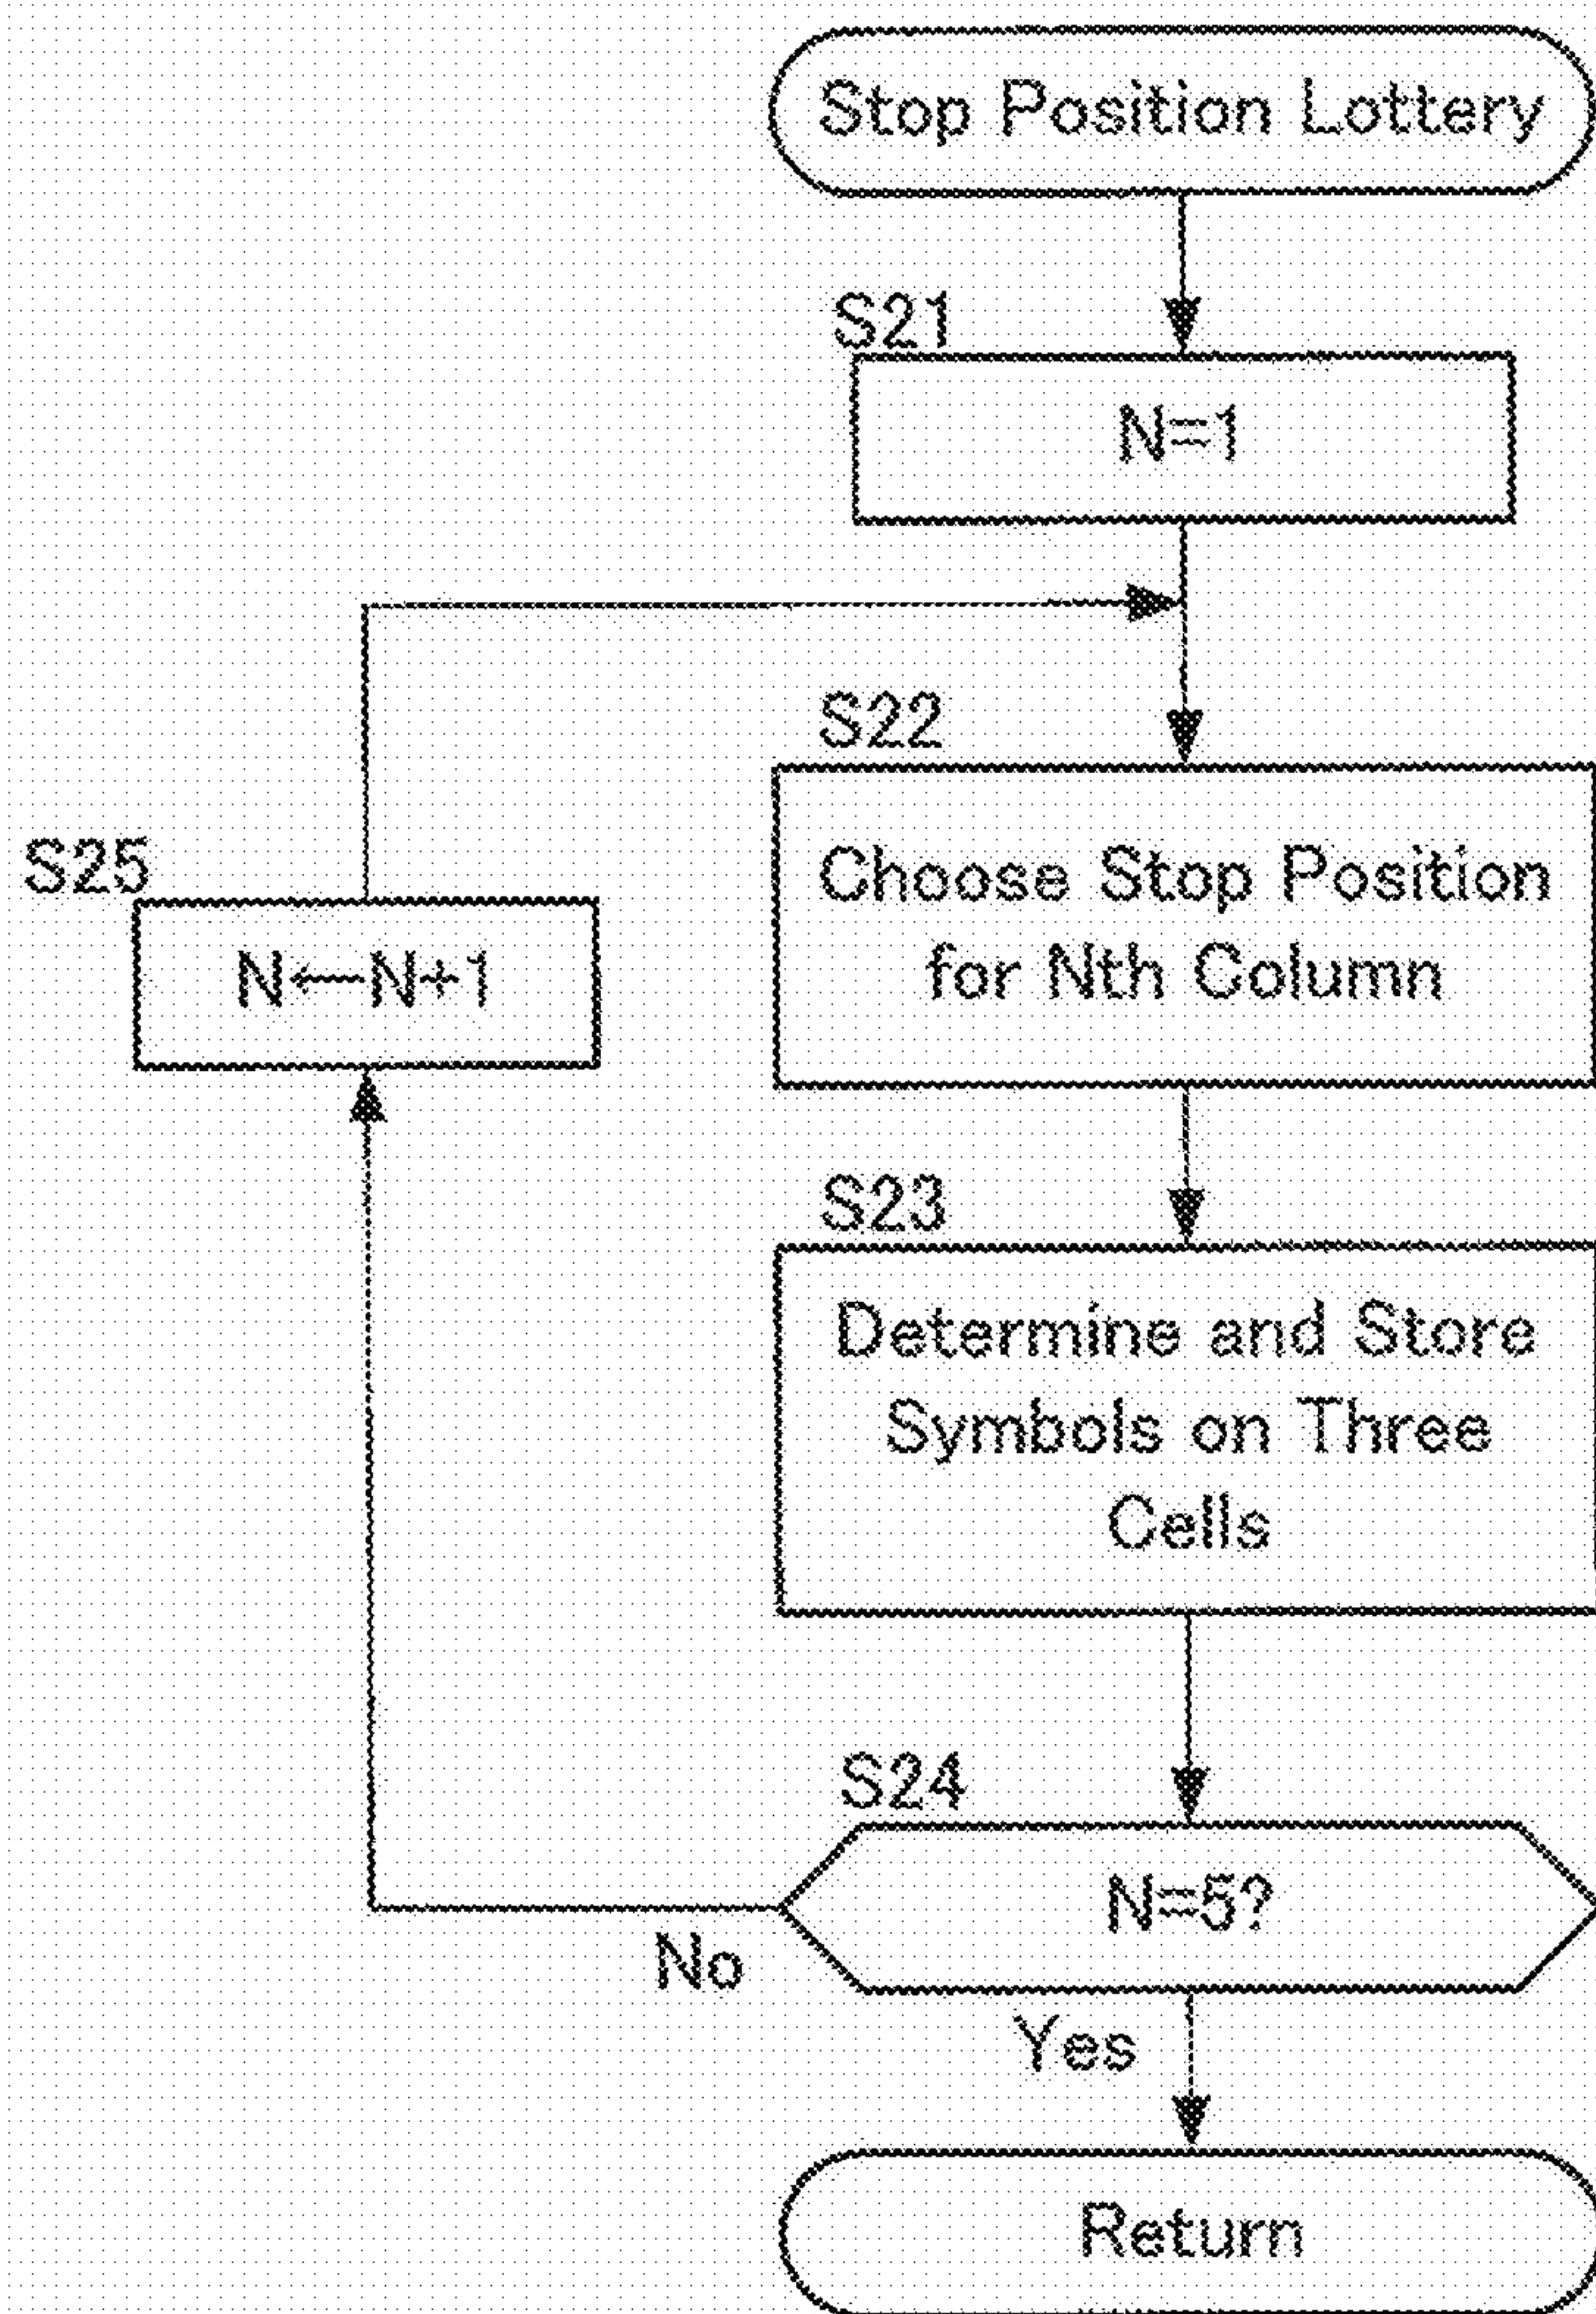 Stop Position Lottery
S21
N=1
S22
Choose Stop Position
for Nth Column
S25
N←N+1
S23
Determine and Store
Symbols on Three
Cells
S24
N=5?
No
Yes
Return